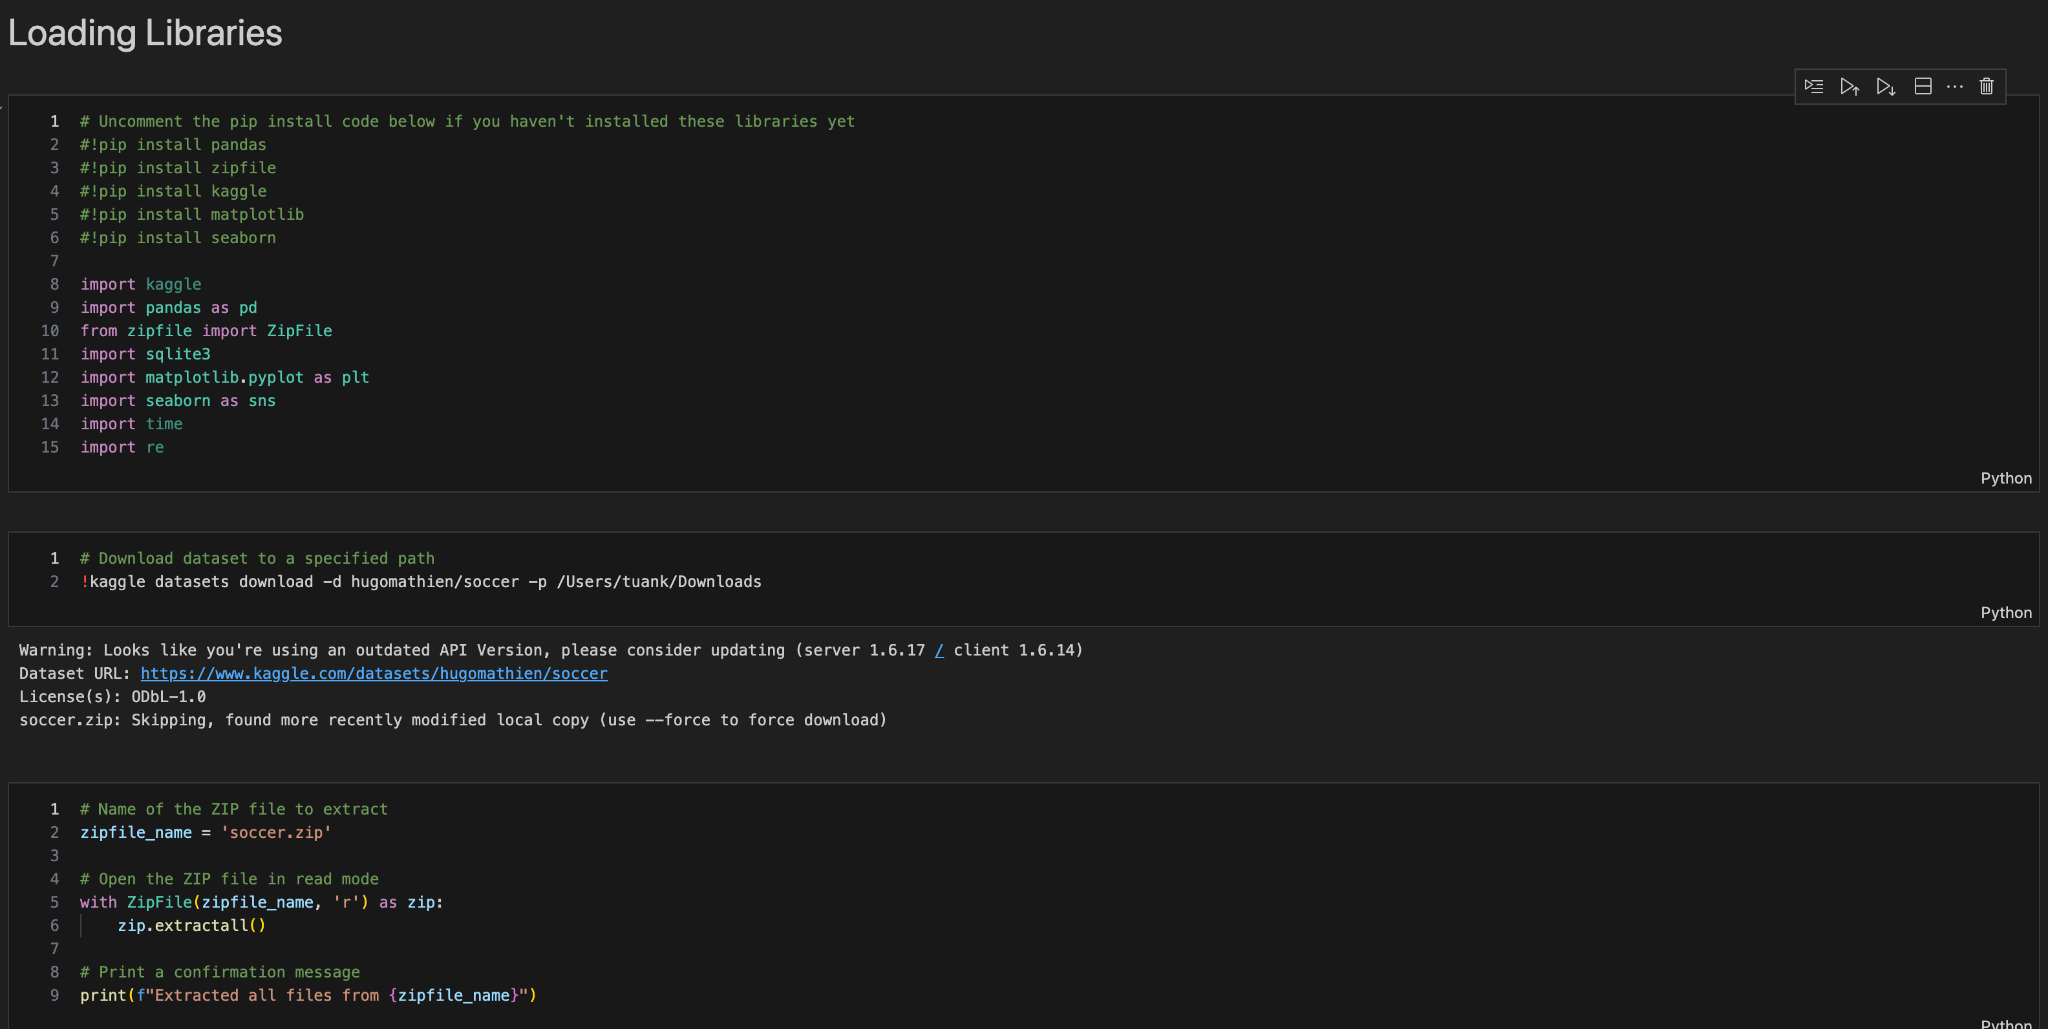 Loading Libraries
1 # Uncomment the pip install code below if you haven't installed these libraries yet
2 #!pip install pandas
3 #!pip install zipfile
4 #!pip install kaggle
5 #!pip install matplotlib
6 #!pip install seaborn
7
8 import kaggle
9 import pandas as pd
10 from zipfile import ZipFile
11 import sqlite3
12 import matplotlib.pyplot as plt
13 import seaborn as sns
14 import time
15 import re
Python
1 # Download dataset to a specified path
2 !kaggle datasets download -d hugomathien/soccer -p /Users/tuank/Downloads
Python
Warning: Looks like you're using an outdated API Version, please consider updating (server 1.6.17 / client 1.6.14)
Dataset URL: https://www.kaggle.com/datasets/hugomathien/soccer
License(s): ODbL-1.0
soccer.zip: Skipping, found more recently modified local copy (use --force to force download)
1 # Name of the ZIP file to extract
2 zipfile_name = 'soccer.zip'
3
4 # Open the ZIP file in read mode
5 with ZipFile(zipfile_name, 'r') as zip:
6     zip.extractall()
7
8 # Print a confirmation message
9 print(f"Extracted all files from {zipfile_name}")
Python